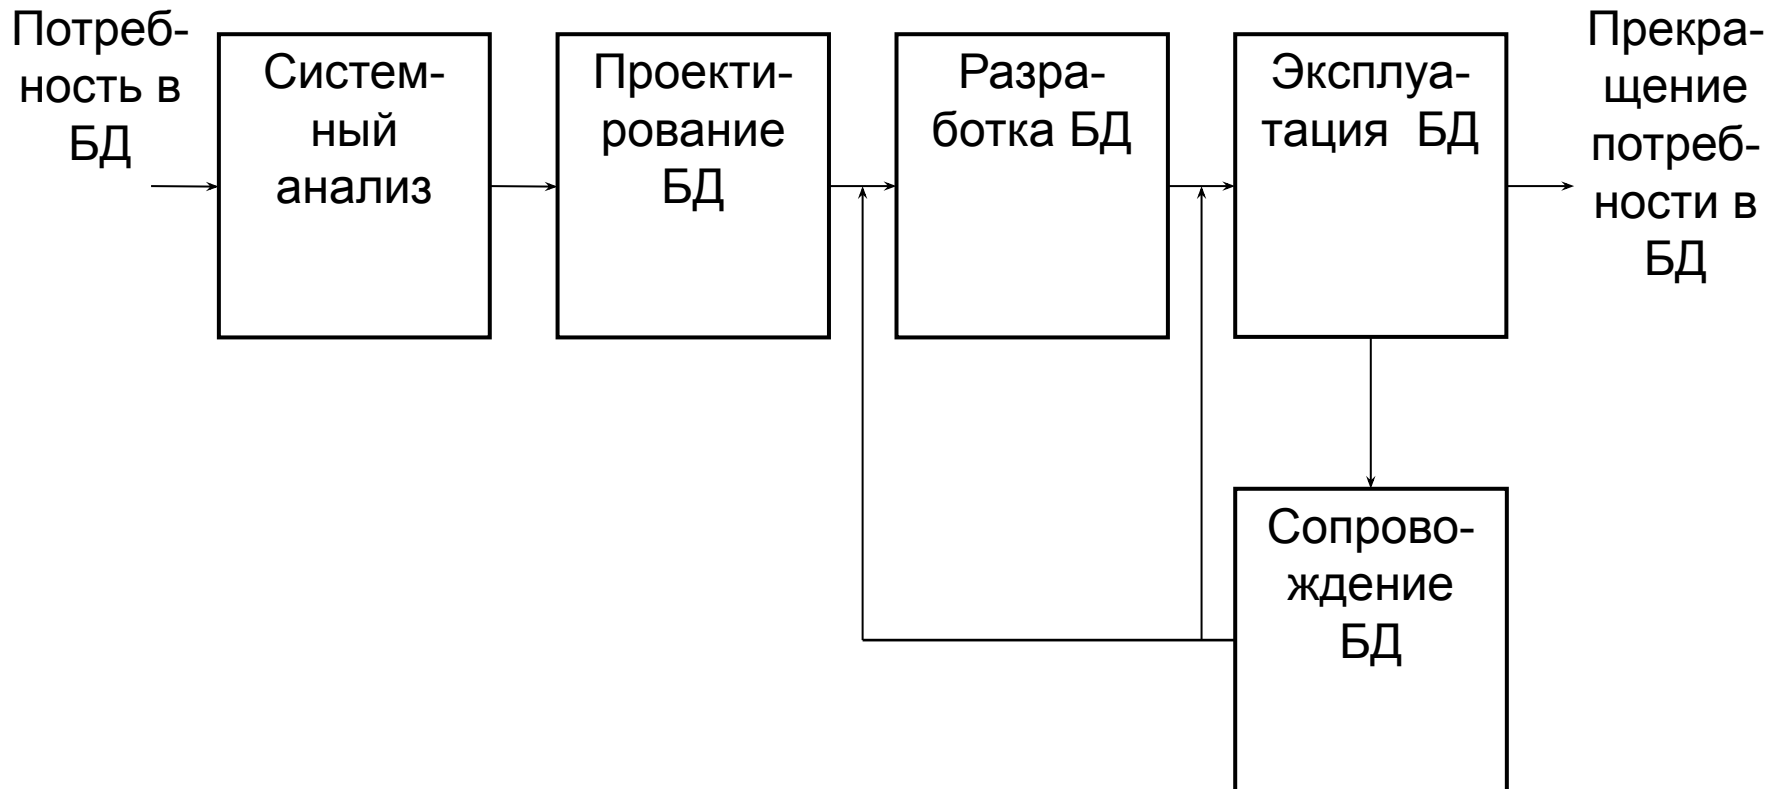 Потреб-
ность в
БД
Систем-
ный
анализ
Проекти-
рование
БД
Разра-
ботка БД
Эксплуа-
тация  БД
Прекра-
щение
потреб-
ности в
БД
Сопрово-
ждение
БД